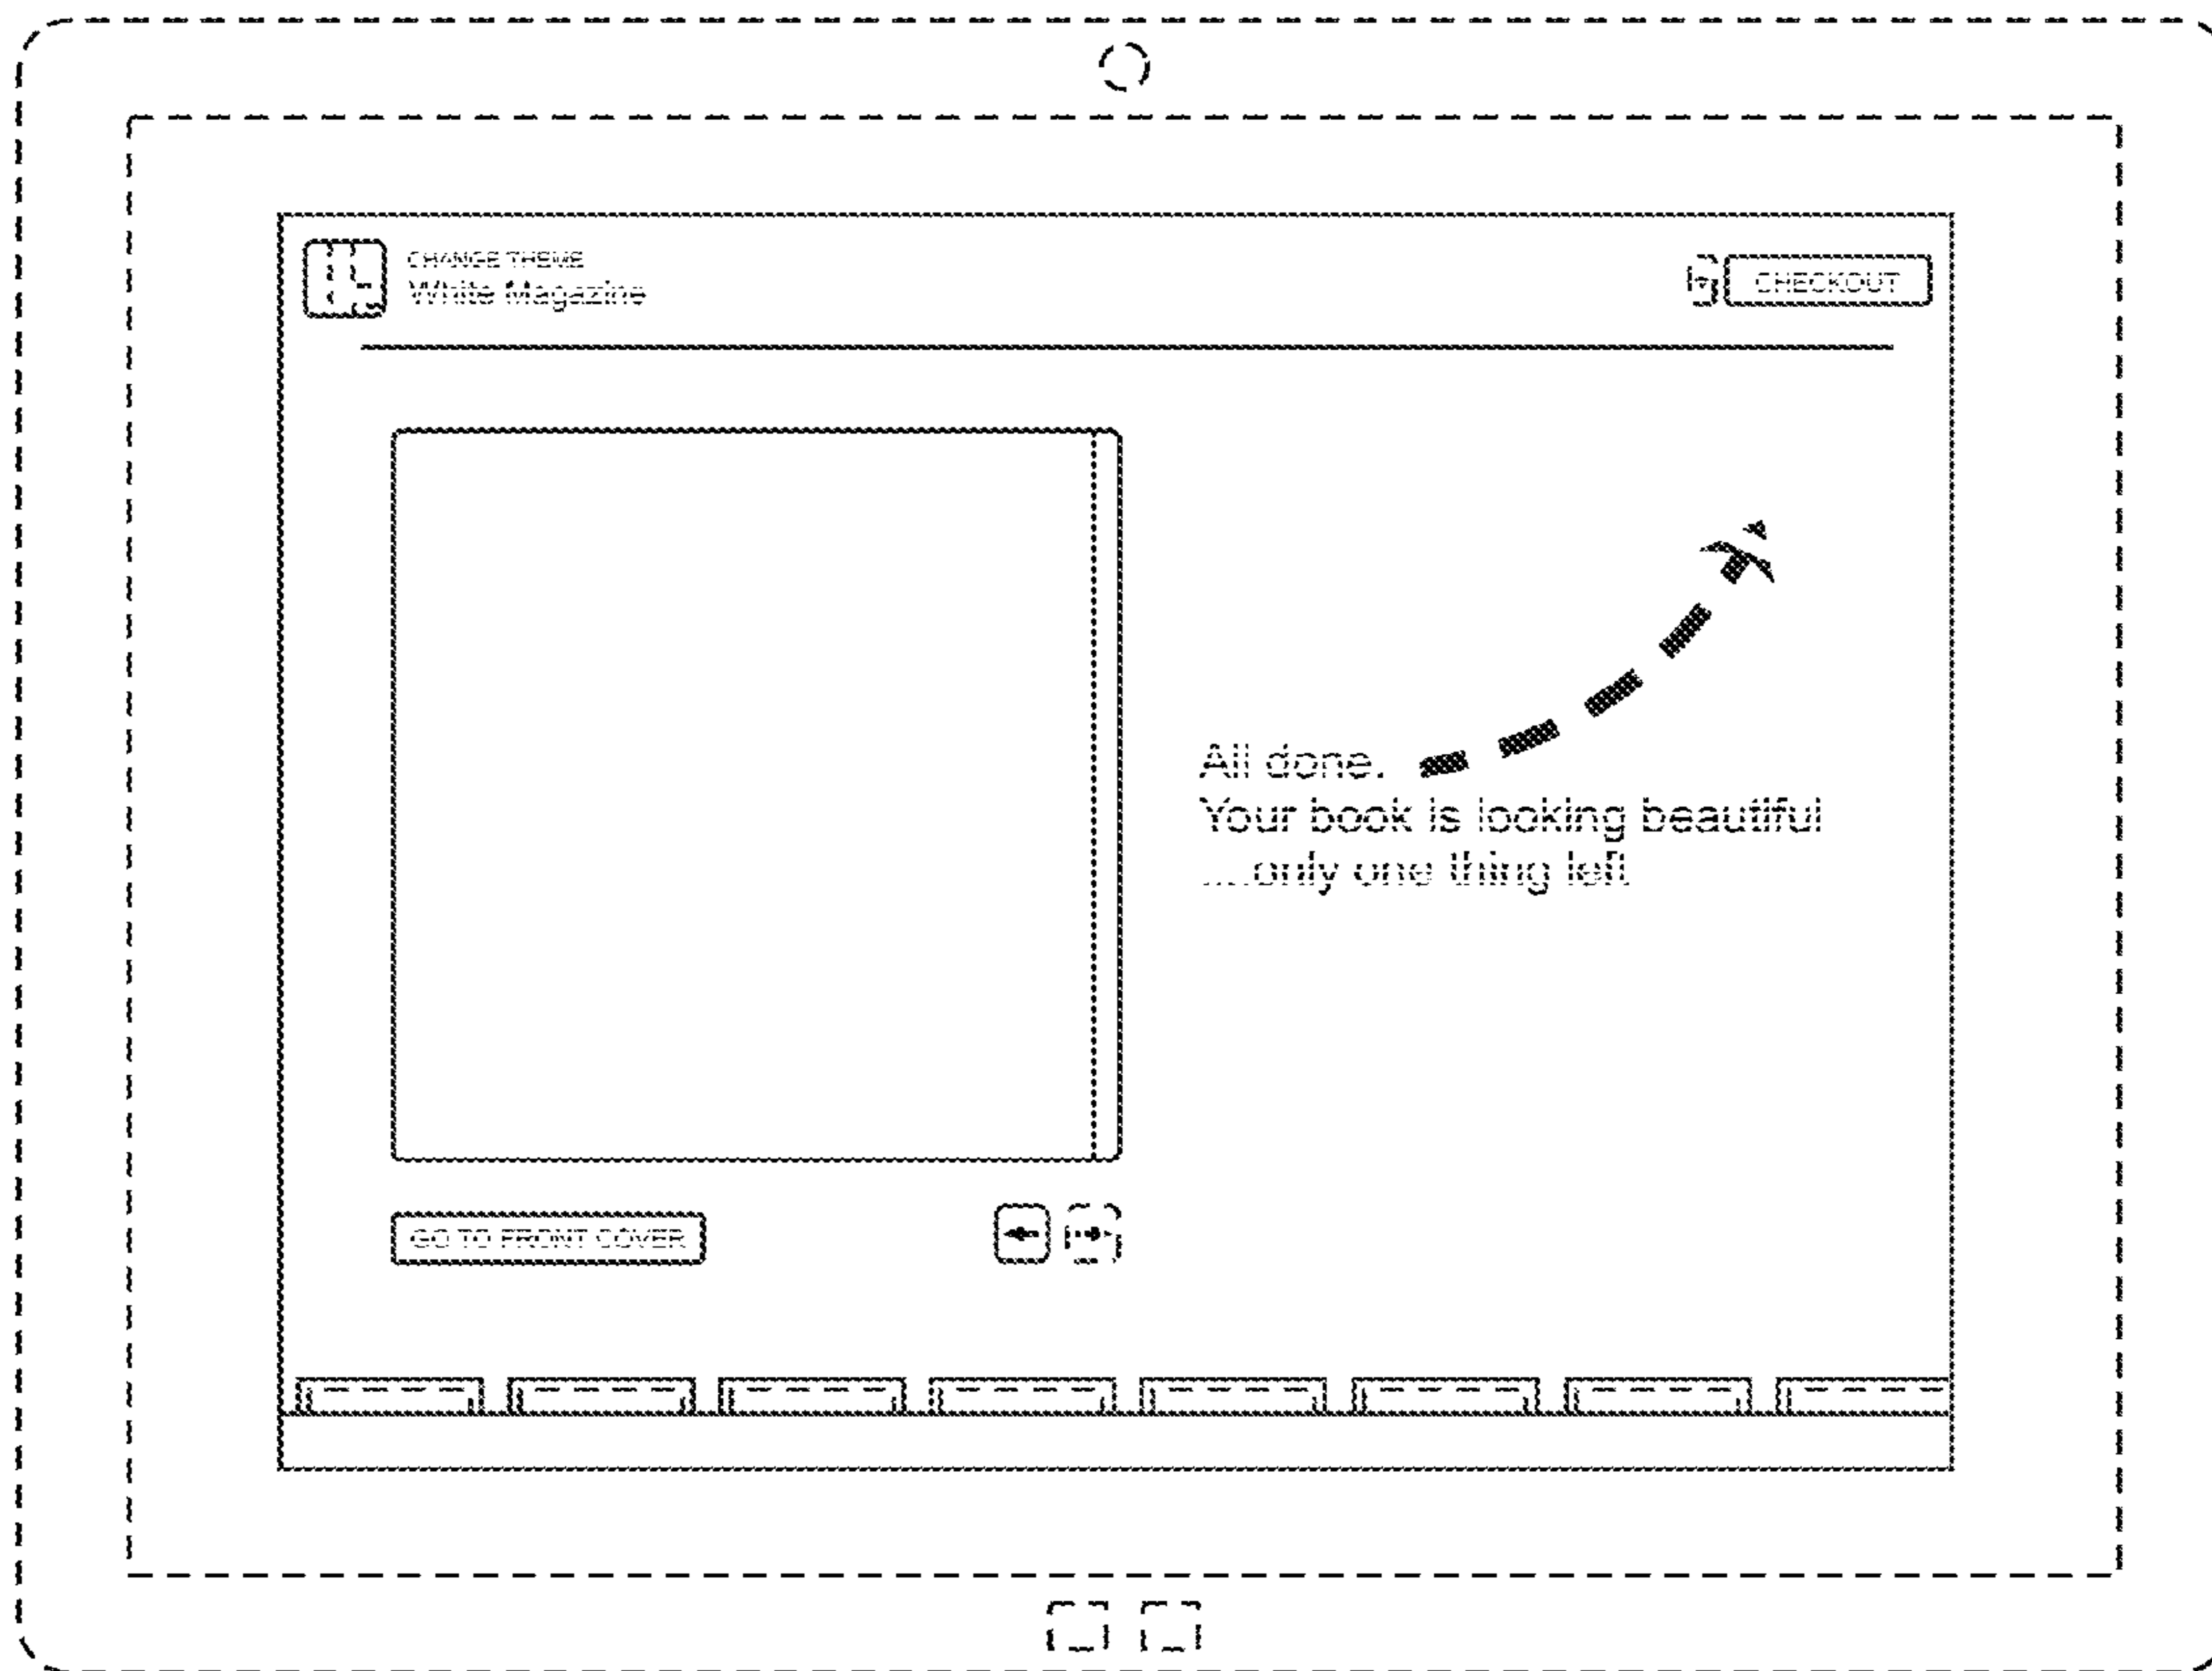 CHANGE THEME
White Magazine
CHECKOUT
All done.
Your book is looking beautiful
....only one thing left
GO TO FRONT COVER